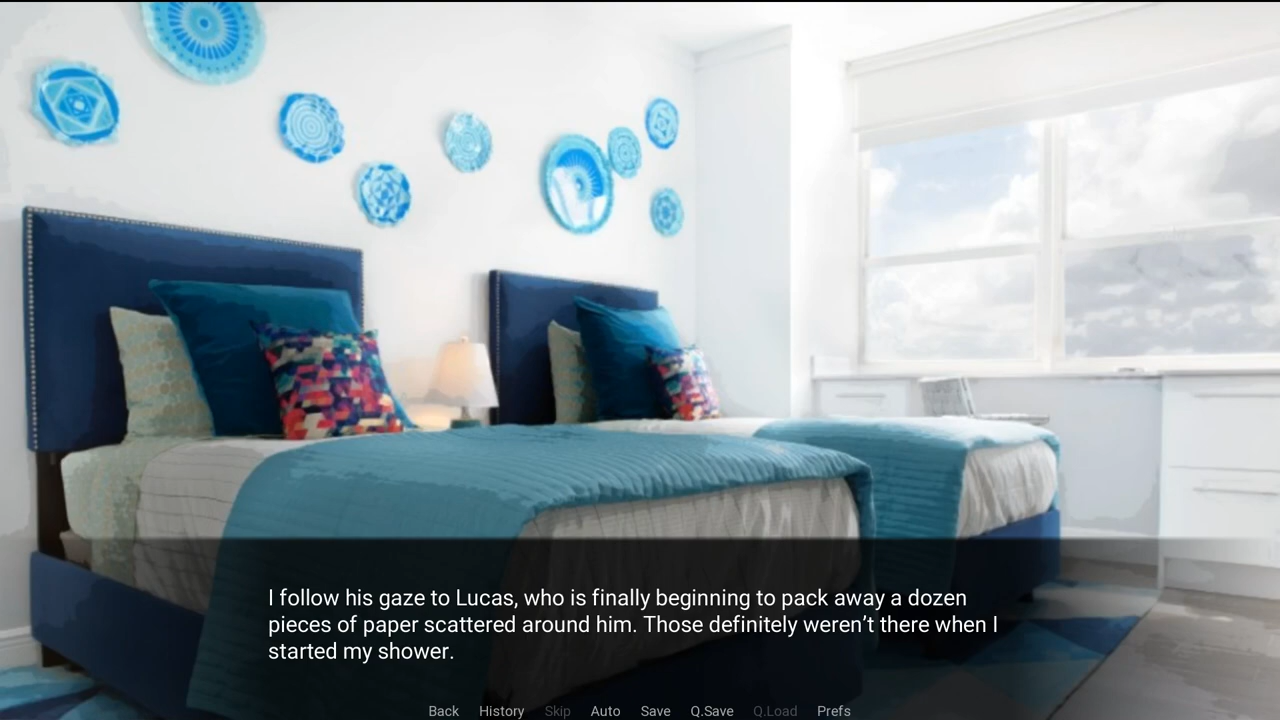 I follow his gaze to Lucas, who is finally beginning to pack away a dozen
pieces of paper scattered around him. Those definitely weren’t there when I
started my shower.
Back History Skip Auto Save Q.Save Q.Load Prefs